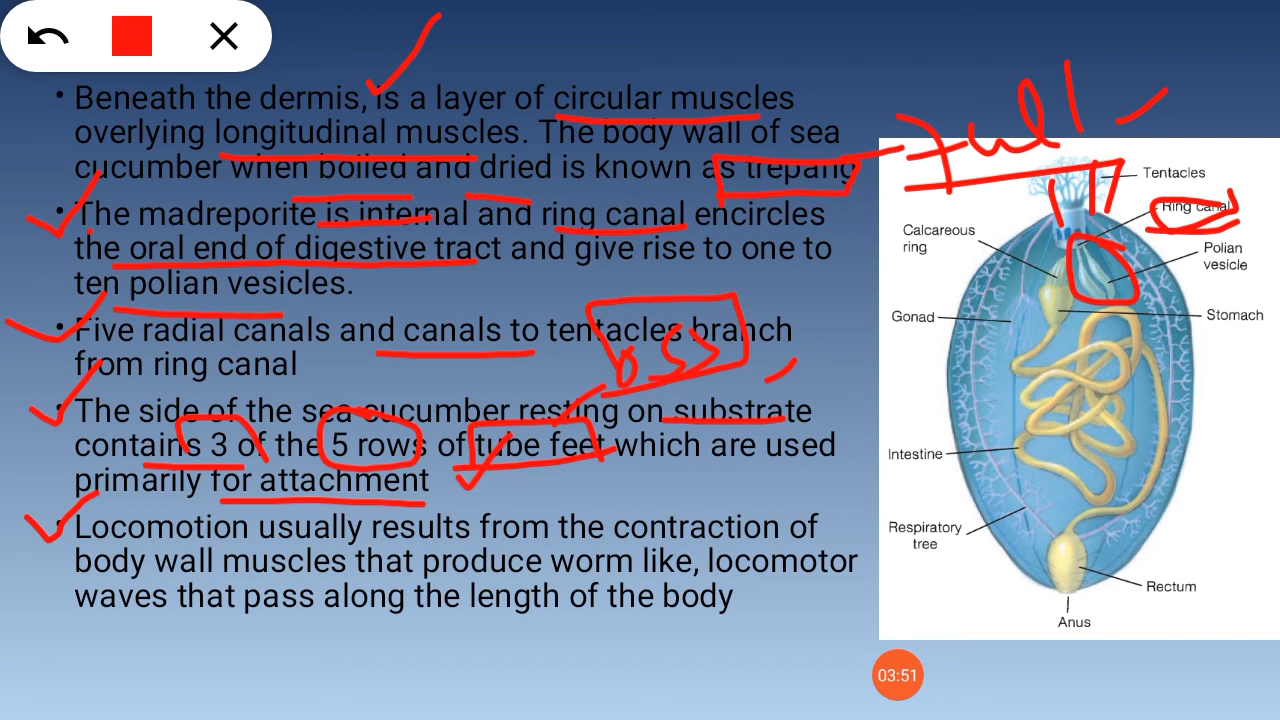 • Beneath the dermis, is a layer of circular muscles
overlying longitudinal muscles. The body wall of sea
cucumber when boiled and dried is known as trepang
• The madreporite is internal and ring canal encircles
the oral end of digestive tract and give rise to one to
ten polian vesicles.
• Five radial canals and canals to tentacles branch
from ring canal
• The side of the sea cucumber resting on substrate
contains 3 of the 5 rows of tube feet which are used
primarily for attachment
• Locomotion usually results from the contraction of
body wall muscles that produce worm like, locomotor
waves that pass along the length of the body
Tentacles
Ring canal
Calcareous
ring
Polian
vesicle
Gonad
Stomach
Intestine
Respiratory
tree
Rectum
Anus
03:51